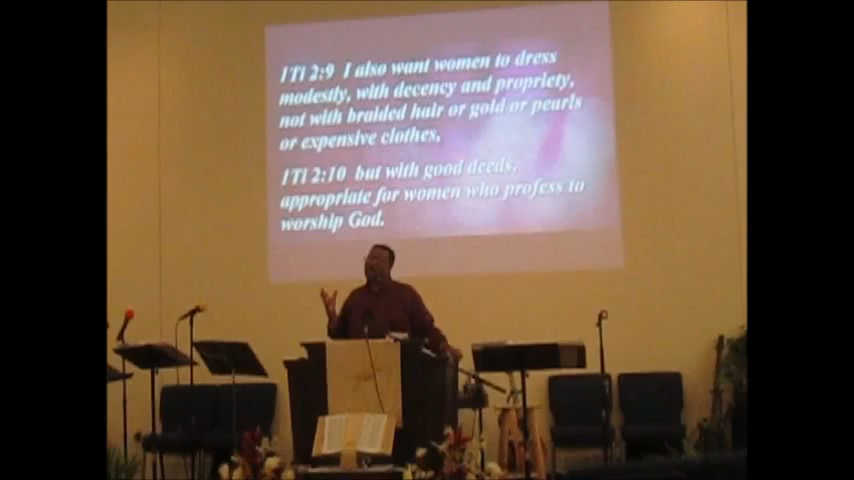 1Ti 2:9 I also want women to dress
modestly, with decency and propriety,
not with braided hair or gold or pearls
or expensive clothes,
1Ti 2:10 but with good deeds,
appropriate for women who profess to
worship God.